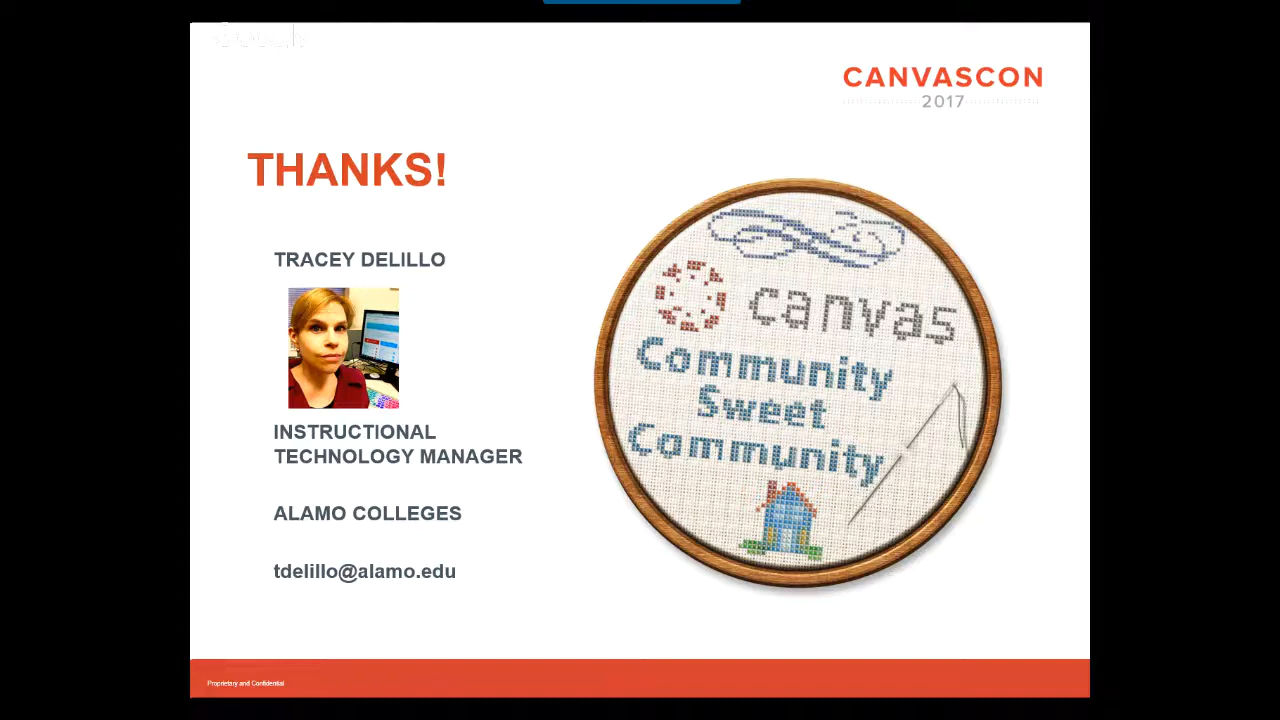 CANVASCON
2017
THANKS!
TRACEY DELILLO
INSTRUCTIONAL
TECHNOLOGY MANAGER
ALAMO COLLEGES
tdelillo@alamo.edu
canvas
Community
Sweet
Community
Proprietary and Confidential